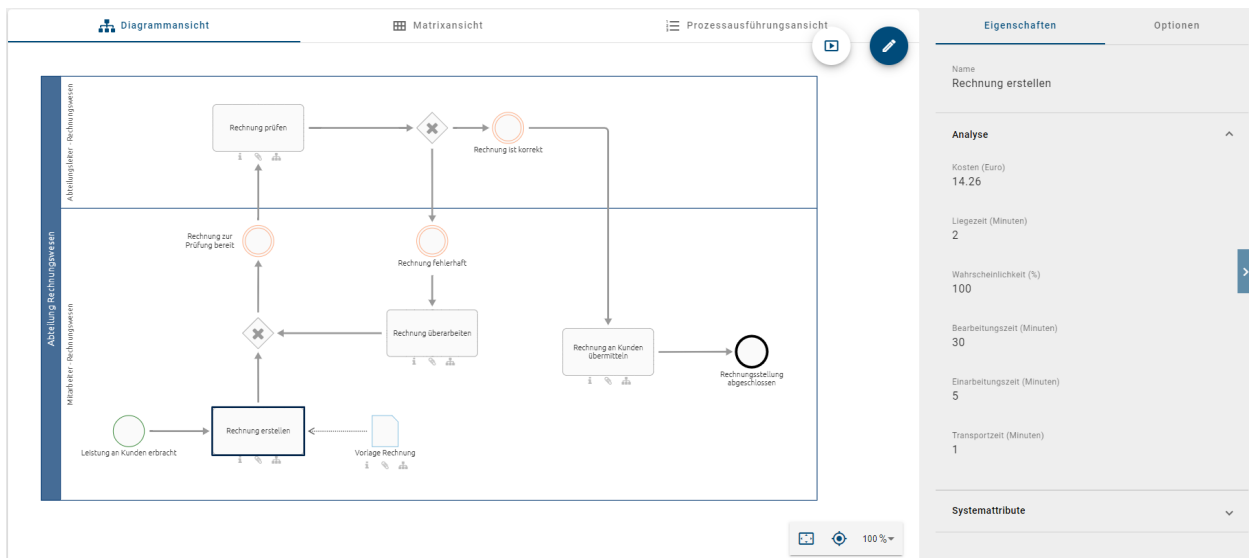 Diagrammansicht
Matrixansicht
Prozessausführungsansicht
Abteilung Rechnungswesen
Abteilungsleiter - Rechnungswesen
Rechnung prüfen
Rechnung ist korrekt
Mitarbeiter - Rechnungswesen
Rechnung zur
Prüfung bereit
Rechnung fehlerhaft
Rechnung überarbeiten
Rechnung an Kunden
übermitteln
Rechnungsstellung
abgeschlossen
Leistung an Kunden erbracht
Rechnung erstellen
Vorlage Rechnung
100 %
Eigenschaften
Optionen
Name
Rechnung erstellen
Analyse
Kosten (Euro)
14.26
Liegezeit (Minuten)
2
Wahrscheinlichkeit (%)
100
Bearbeitungszeit (Minuten)
30
Einarbeitungszeit (Minuten)
5
Transportzeit (Minuten)
1
Systemattribute